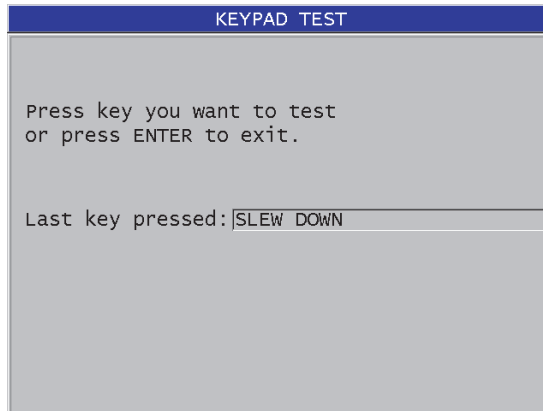 KEYPAD TEST
Press key you want to test
or press ENTER to exit.
Last key pressed: SLEW DOWN